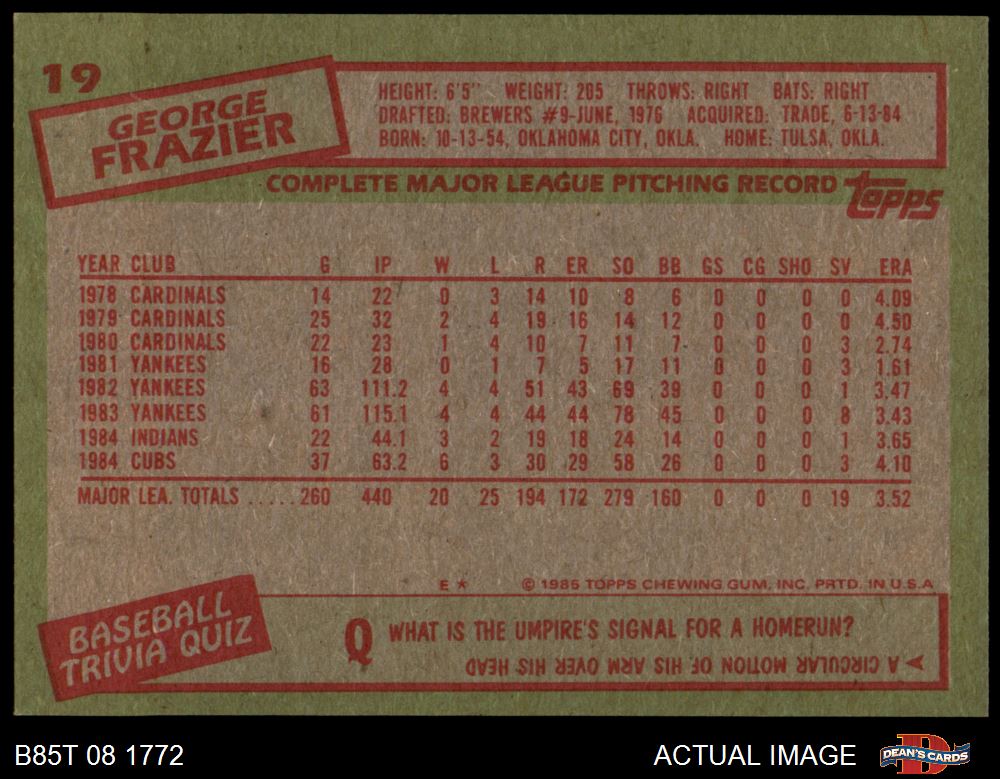 19
GEORGE
FRAZIER
HEIGHT: 6'5" WEIGHT: 205 THROWS: RIGHT BATS: RIGHT
DRAFTED: BREWERS #9-JUNE, 1976 ACQUIRED: TRADE, 6-13-84
BORN: 10-13-54, OKLAHOMA CITY, OKLA. HOME: TULSA, OKLA.
COMPLETE MAJOR LEAGUE PITCHING RECORD topps
YEAR CLUB G IP W L R ER SO BB GS CG SHO SV ERA
1978 CARDINALS 14 22 0 3 14 10 8 6 0 0 0 0 4.09
1979 CARDINALS 25 32 2 4 19 16 14 12 0 0 0 0 4.50
1980 CARDINALS 22 23 1 4 10 7 11 7 0 0 0 3 2.74
1981 YANKEES 16 28 0 1 7 5 17 11 0 0 0 3 1.61
1982 YANKEES 63 111.2 4 4 51 43 69 39 0 0 0 1 3.47
1983 YANKEES 61 115.1 4 4 44 44 78 45 0 0 0 8 3.43
1984 INDIANS 22 44.1 3 2 19 18 24 14 0 0 0 1 3.65
1984 CUBS 37 63.2 6 3 30 29 58 26 0 0 0 3 4.10
MAJOR LEA. TOTALS ..... 260 440 20 25 194 172 279 160 0 0 0 19 3.52
E * © 1985 TOPPS CHEWING GUM, INC. PRTD. IN U.S.A
BASEBALL
TRIVIA QUIZ
Q WHAT IS THE UMPIRE'S SIGNAL FOR A HOMERUN?
A CIRCULAR MOTION OF HIS ARM OVER HIS HEAD
B85T 08 1772
ACTUAL IMAGE
D
DEAN'S CARDS